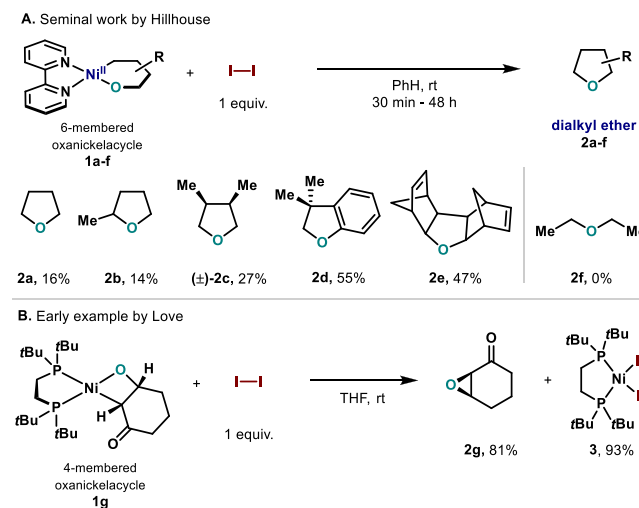 A. Seminal work by Hillhouse
N
N
Ni^II
O
R
+
I
I
1 equiv.
PhH, rt
30 min - 48 h
R
O
6-membered
oxanickelacycle
1a-f
dialkyl ether
2a-f
O
Me
O
Me
Me
O
Me
Me
O
O
Me
O
Me
2a, 16%
2b, 14%
(±)-2c, 27%
2d, 55%
2e, 47%
2f, 0%
B. Early example by Love
tBu
tBu
P
Ni
O
H
H
P
tBu
tBu
O
+
I
I
1 equiv.
THF, rt
O
O
+
tBu
tBu
P
Ni
I
I
P
tBu
tBu
4-membered
oxanickelacycle
1g
2g, 81%
3, 93%